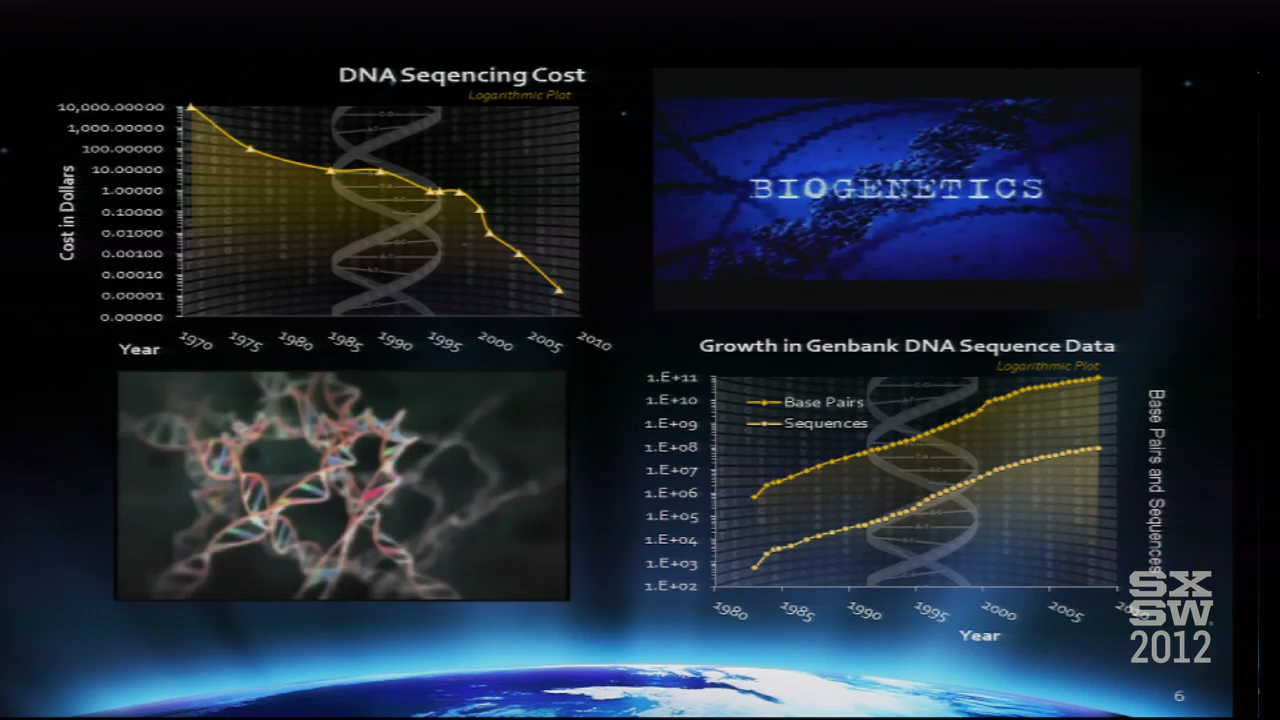 DNA Seqencing Cost
Logarithmic Plot
Cost in Dollars
10,000.00000
1,000.00000
100.00000
10.00000
1.00000
0.10000
0.01000
0.00100
0.00010
0.00001
0.00000
1970 1975 1980 1985 1990 1995 2000 2005 2010
Year
BIOGENETICS
Growth in Genbank DNA Sequence Data
Logarithmic Plot
1.E+11
1.E+10
1.E+09
1.E+08
1.E+07
1.E+06
1.E+05
1.E+04
1.E+03
1.E+02
Base Pairs
Sequences
Base Pairs and Sequences
1980 1985 1990 1995 2000 2005
Year
SX
SW
2012
6